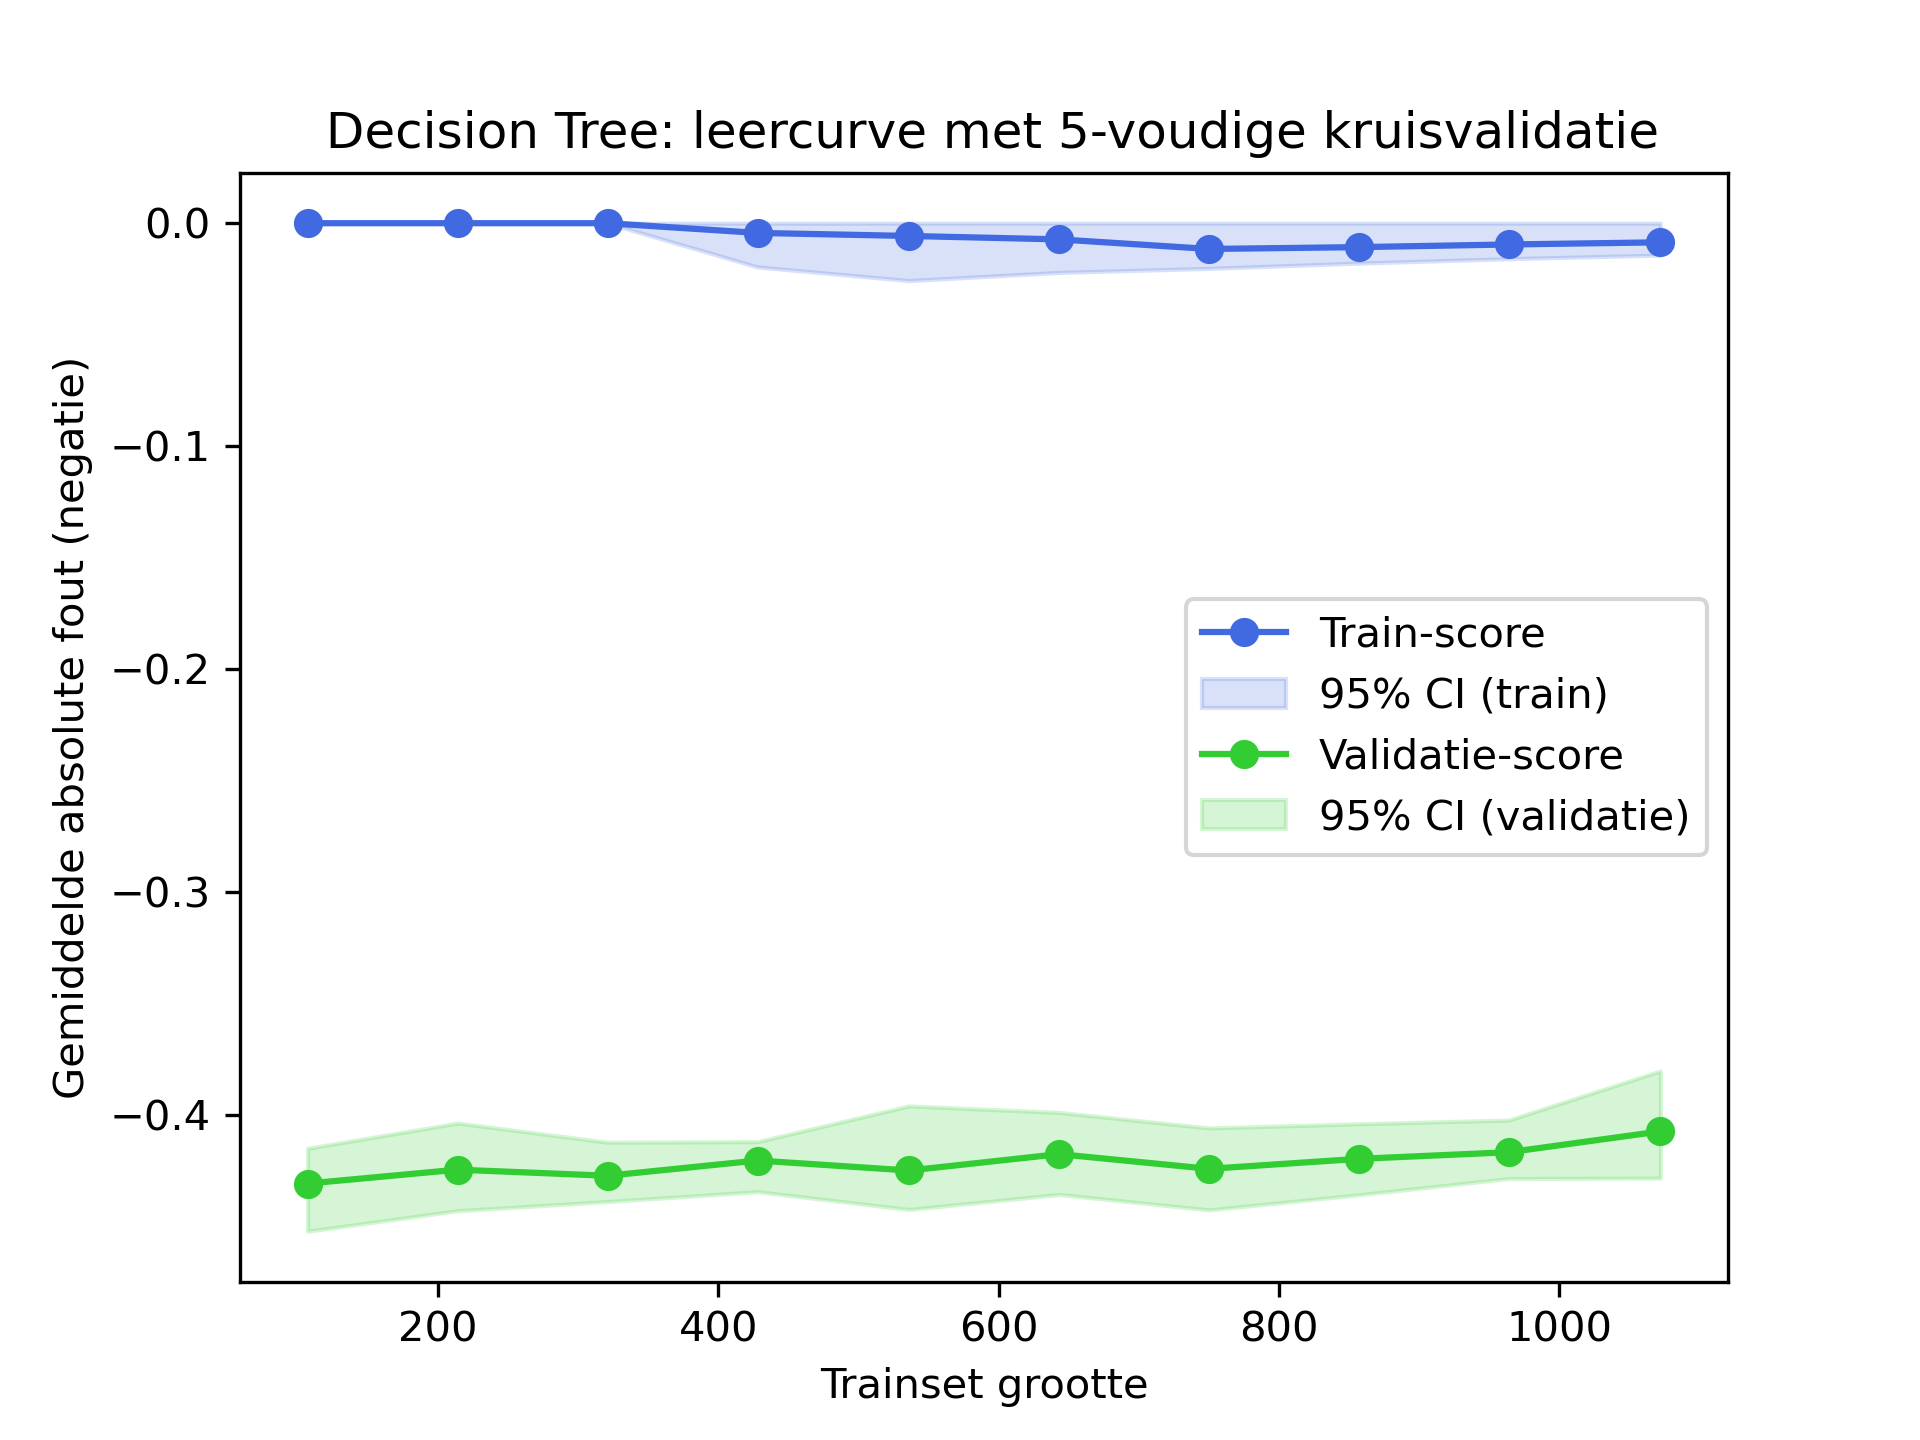 Decision Tree: leercurve met 5-voudige kruisvalidatie
Gemiddelde absolute fout (negatie)
0.0
−0.1
−0.2
−0.3
−0.4
Train-score
95% CI (train)
Validatie-score
95% CI (validatie)
200 400 600 800 1000
Trainset grootte